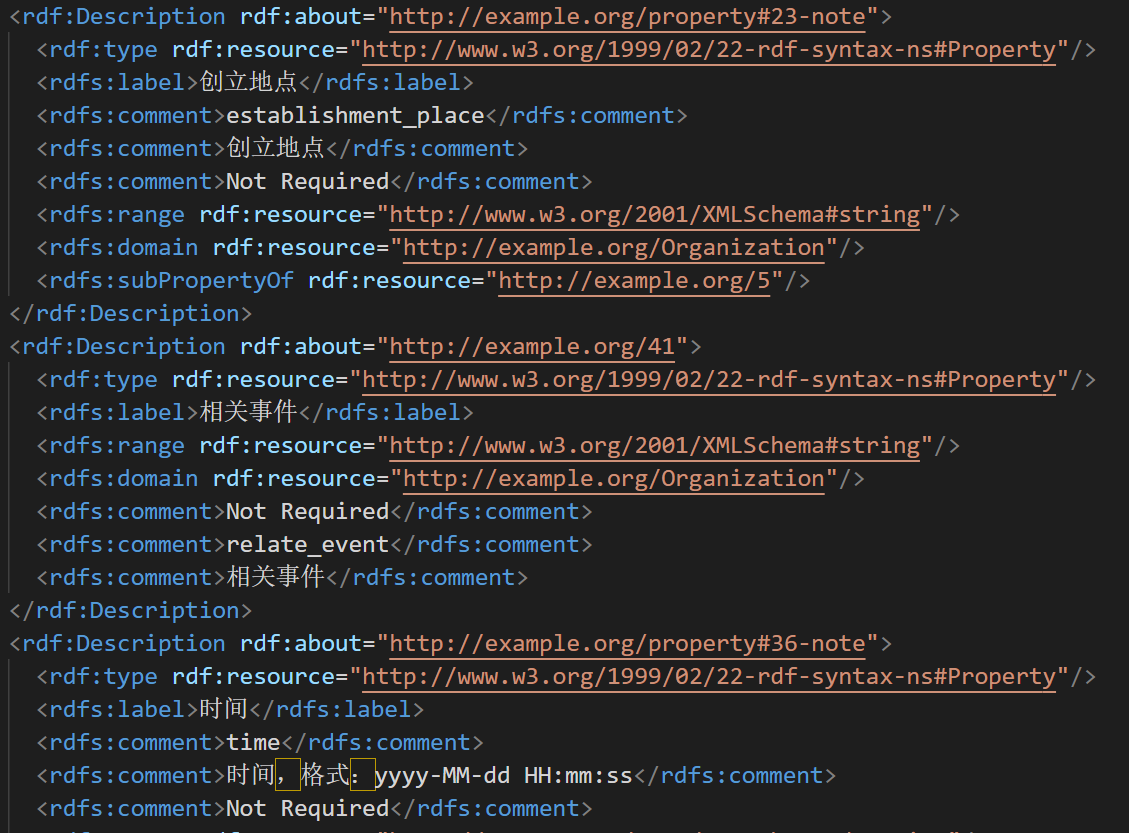 <rdf:Description rdf:about="http://example.org/property#23-note">
<rdf:type rdf:resource="http://www.w3.org/1999/02/22-rdf-syntax-ns#Property"/>
<rdfs:label>创立地点</rdfs:label>
<rdfs:comment>establishment_place</rdfs:comment>
<rdfs:comment>创立地点</rdfs:comment>
<rdfs:comment>Not Required</rdfs:comment>
<rdfs:range rdf:resource="http://www.w3.org/2001/XMLSchema#string"/>
<rdfs:domain rdf:resource="http://example.org/Organization"/>
<rdfs:subPropertyOf rdf:resource="http://example.org/5"/>
</rdf:Description>
<rdf:Description rdf:about="http://example.org/41">
<rdf:type rdf:resource="http://www.w3.org/1999/02/22-rdf-syntax-ns#Property"/>
<rdfs:label>相关事件</rdfs:label>
<rdfs:range rdf:resource="http://www.w3.org/2001/XMLSchema#string"/>
<rdfs:domain rdf:resource="http://example.org/Organization"/>
<rdfs:comment>Not Required</rdfs:comment>
<rdfs:comment>relate_event</rdfs:comment>
<rdfs:comment>相关事件</rdfs:comment>
</rdf:Description>
<rdf:Description rdf:about="http://example.org/property#36-note">
<rdf:type rdf:resource="http://www.w3.org/1999/02/22-rdf-syntax-ns#Property"/>
<rdfs:label>时间</rdfs:label>
<rdfs:comment>time</rdfs:comment>
<rdfs:comment>时间，格式：yyyy-MM-dd HH:mm:ss</rdfs:comment>
<rdfs:comment>Not Required</rdfs:comment>